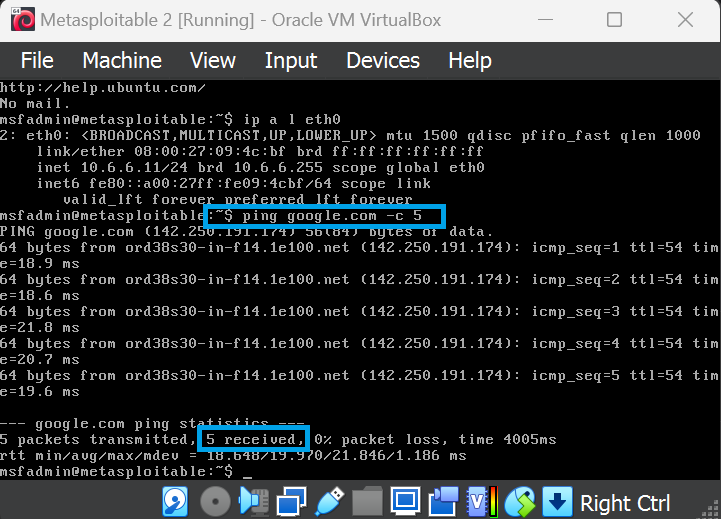 Metasploitable 2 [Running] - Oracle VM VirtualBox
File Machine View Input Devices Help
http://help.ubuntu.com/
No mail.
msfadmin@metasploitable:~$ ip a l eth0
2: eth0: <BROADCAST,MULTICAST,UP,LOWER_UP> mtu 1500 qdisc pfifo_fast qlen 1000
    link/ether 08:00:27:09:4c:bf brd ff:ff:ff:ff:ff:ff
    inet 10.6.6.11/24 brd 10.6.6.255 scope global eth0
    inet6 fe80::a00:27ff:fe09:4cbf/64 scope link
       valid_lft forever preferred_lft forever
msfadmin@metasploitable:~$ ping google.com -c 5
PING google.com (142.250.191.174) 56(84) bytes of data.
64 bytes from ord38s30-in-f14.1e100.net (142.250.191.174): icmp_seq=1 ttl=54 tim
e=18.9 ms
64 bytes from ord38s30-in-f14.1e100.net (142.250.191.174): icmp_seq=2 ttl=54 tim
e=18.6 ms
64 bytes from ord38s30-in-f14.1e100.net (142.250.191.174): icmp_seq=3 ttl=54 tim
e=21.8 ms
64 bytes from ord38s30-in-f14.1e100.net (142.250.191.174): icmp_seq=4 ttl=54 tim
e=20.7 ms
64 bytes from ord38s30-in-f14.1e100.net (142.250.191.174): icmp_seq=5 ttl=54 tim
e=19.6 ms
--- google.com ping statistics ---
5 packets transmitted, 5 received, 0% packet loss, time 4005ms
rtt min/avg/max/mdev = 18.648/19.970/21.846/1.186 ms
msfadmin@metasploitable:~$ _
Right Ctrl